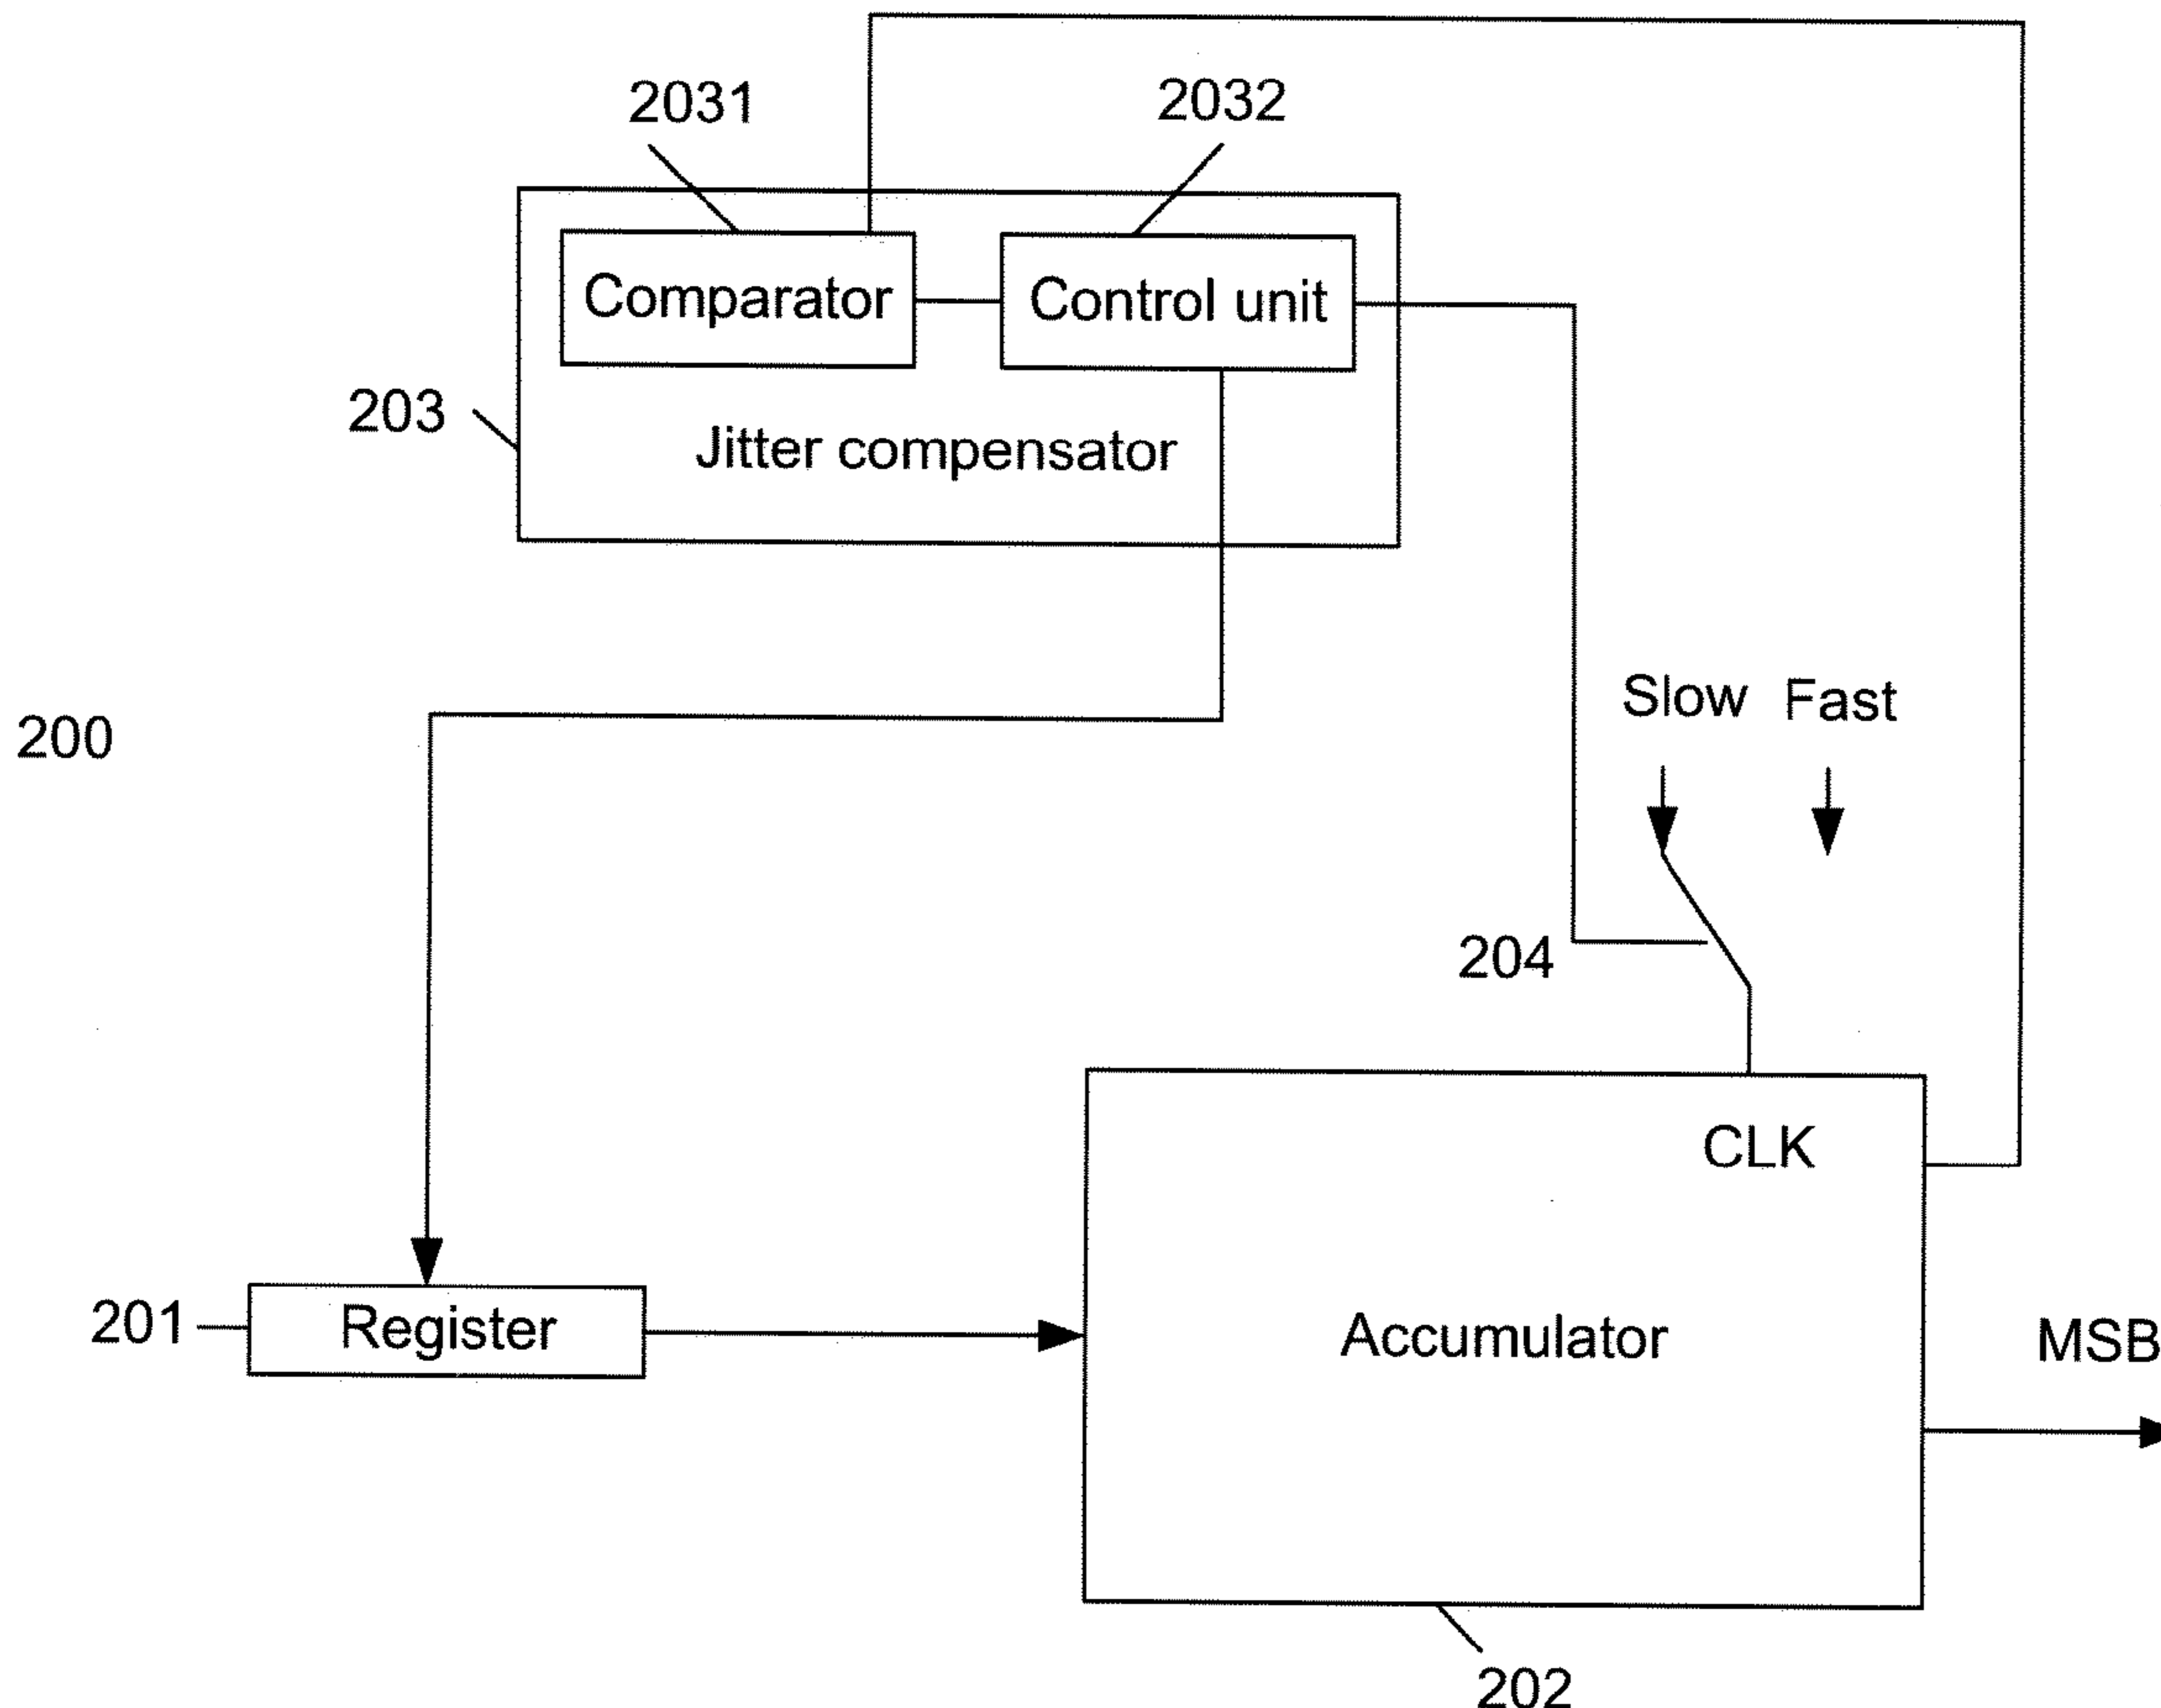 2031
2032
Comparator
Control unit
203
Jitter compensator
Slow
Fast
200
204
CLK
201
Register
Accumulator
MSB
202